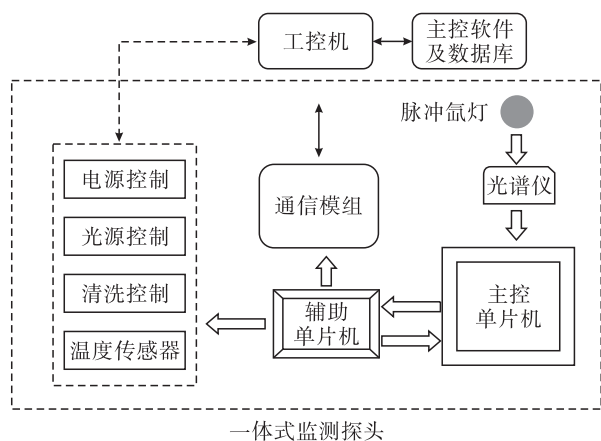 工控机
主控软件
及数据库
脉冲氙灯
电源控制
光源控制
清洗控制
温度传感器
通信模组
光谱仪
辅助
单片机
主控
单片机
一体式监测探头